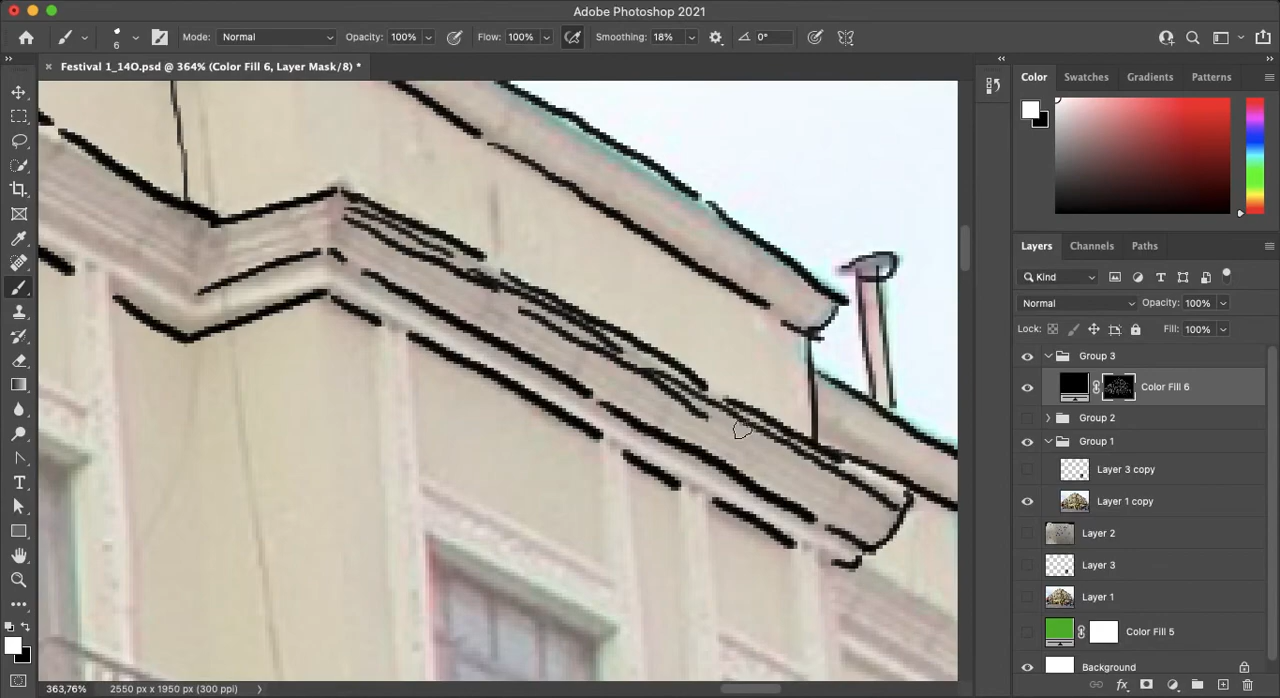 Adobe Photoshop 2021
6 Mode: Normal Opacity: 100% Flow: 100% Smoothing: 18% 0°
Festival 1_14O.psd @ 364% (Color Fill 6, Layer Mask/8) *
Color Swatches Gradients Patterns
Layers Channels Paths
Kind
Normal Opacity: 100%
Lock: Fill: 100%
Group 3
Color Fill 6
Group 2
Group 1
Layer 3 copy
Layer 1 copy
Layer 2
Layer 3
Layer 1
Color Fill 5
Background
363,76% 2550 px x 1950 px (300 ppi)